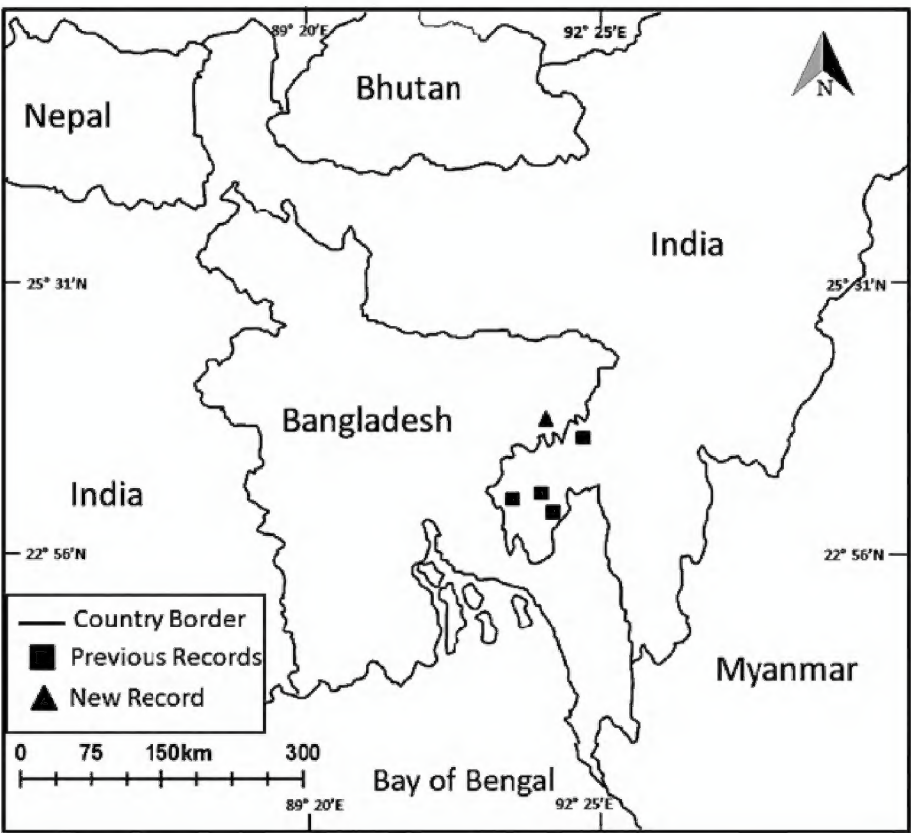 89° 20'E
92° 25'E
N
Nepal
Bhutan
India
25° 31'N
25° 31'N
Bangladesh
India
22° 56'N
22° 56'N
Country Border
Previous Records
New Record
Myanmar
0 75 150km 300
Bay of Bengal
89° 20'E
92° 25'E